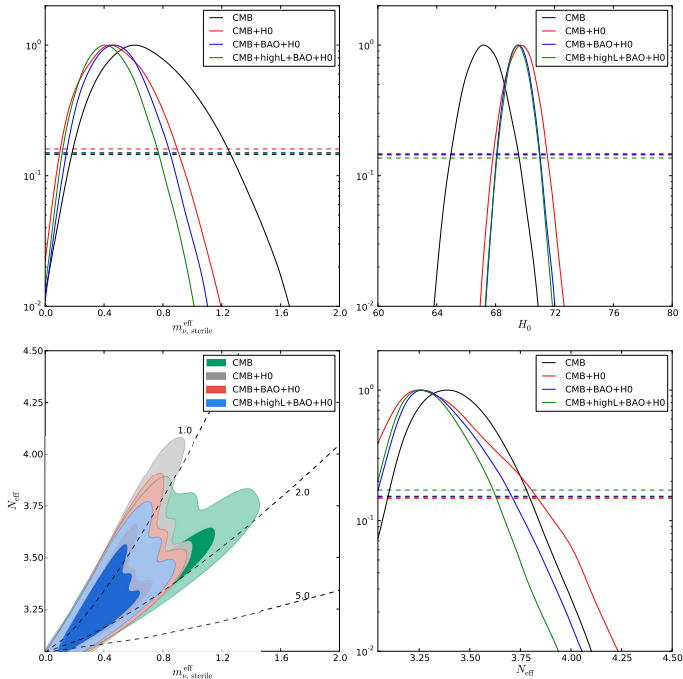 CMB
CMB+H0
CMB+BAO+H0
CMB+highL+BAO+H0
10^0
10^-1
10^-2
0.0 0.4 0.8 1.2 1.6 2.0
m^eff_ν, sterile
CMB
CMB+H0
CMB+BAO+H0
CMB+highL+BAO+H0
10^0
10^-1
10^-2
60 64 68 72 76 80
H_0
CMB
CMB+H0
CMB+BAO+H0
CMB+highL+BAO+H0
4.50
4.25
4.00
3.75
3.50
3.25
N_eff
1.0
2.0
5.0
0.0 0.4 0.8 1.2 1.6 2.0
m^eff_ν, sterile
CMB
CMB+H0
CMB+BAO+H0
CMB+highL+BAO+H0
10^0
10^-1
10^-2
3.25 3.50 3.75 4.00 4.25 4.50
N_eff